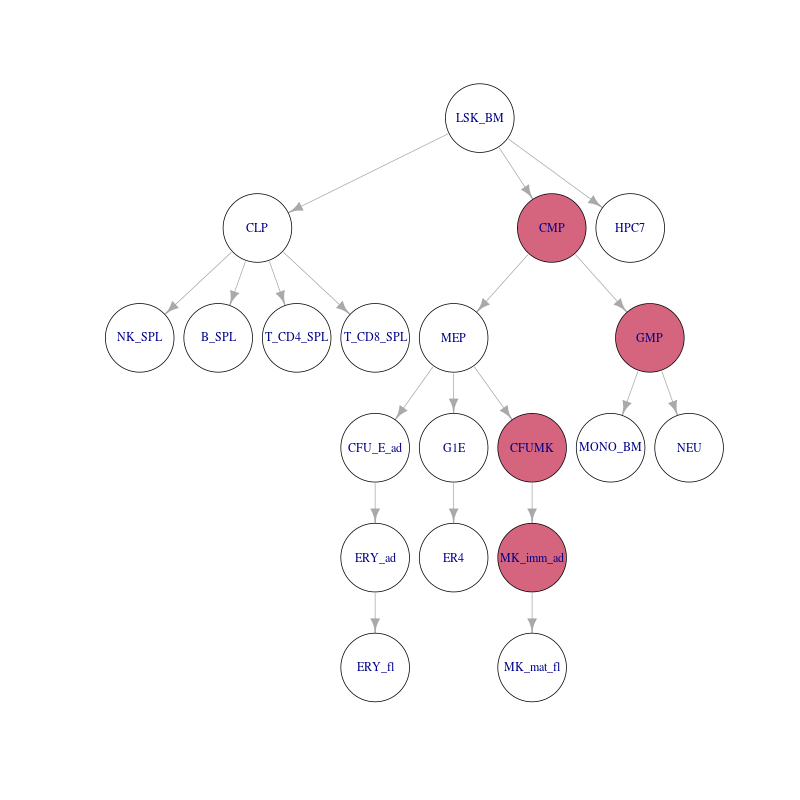 LSK_BM
CLP
CMP
HPC7
NK_SPL
B_SPL
T_CD4_SPL
T_CD8_SPL
MEP
GMP
CFU_E_ad
G1E
CFUMK
MONO_BM
NEU
ERY_ad
ER4
MK_imm_ad
ERY_fl
MK_mat_fl